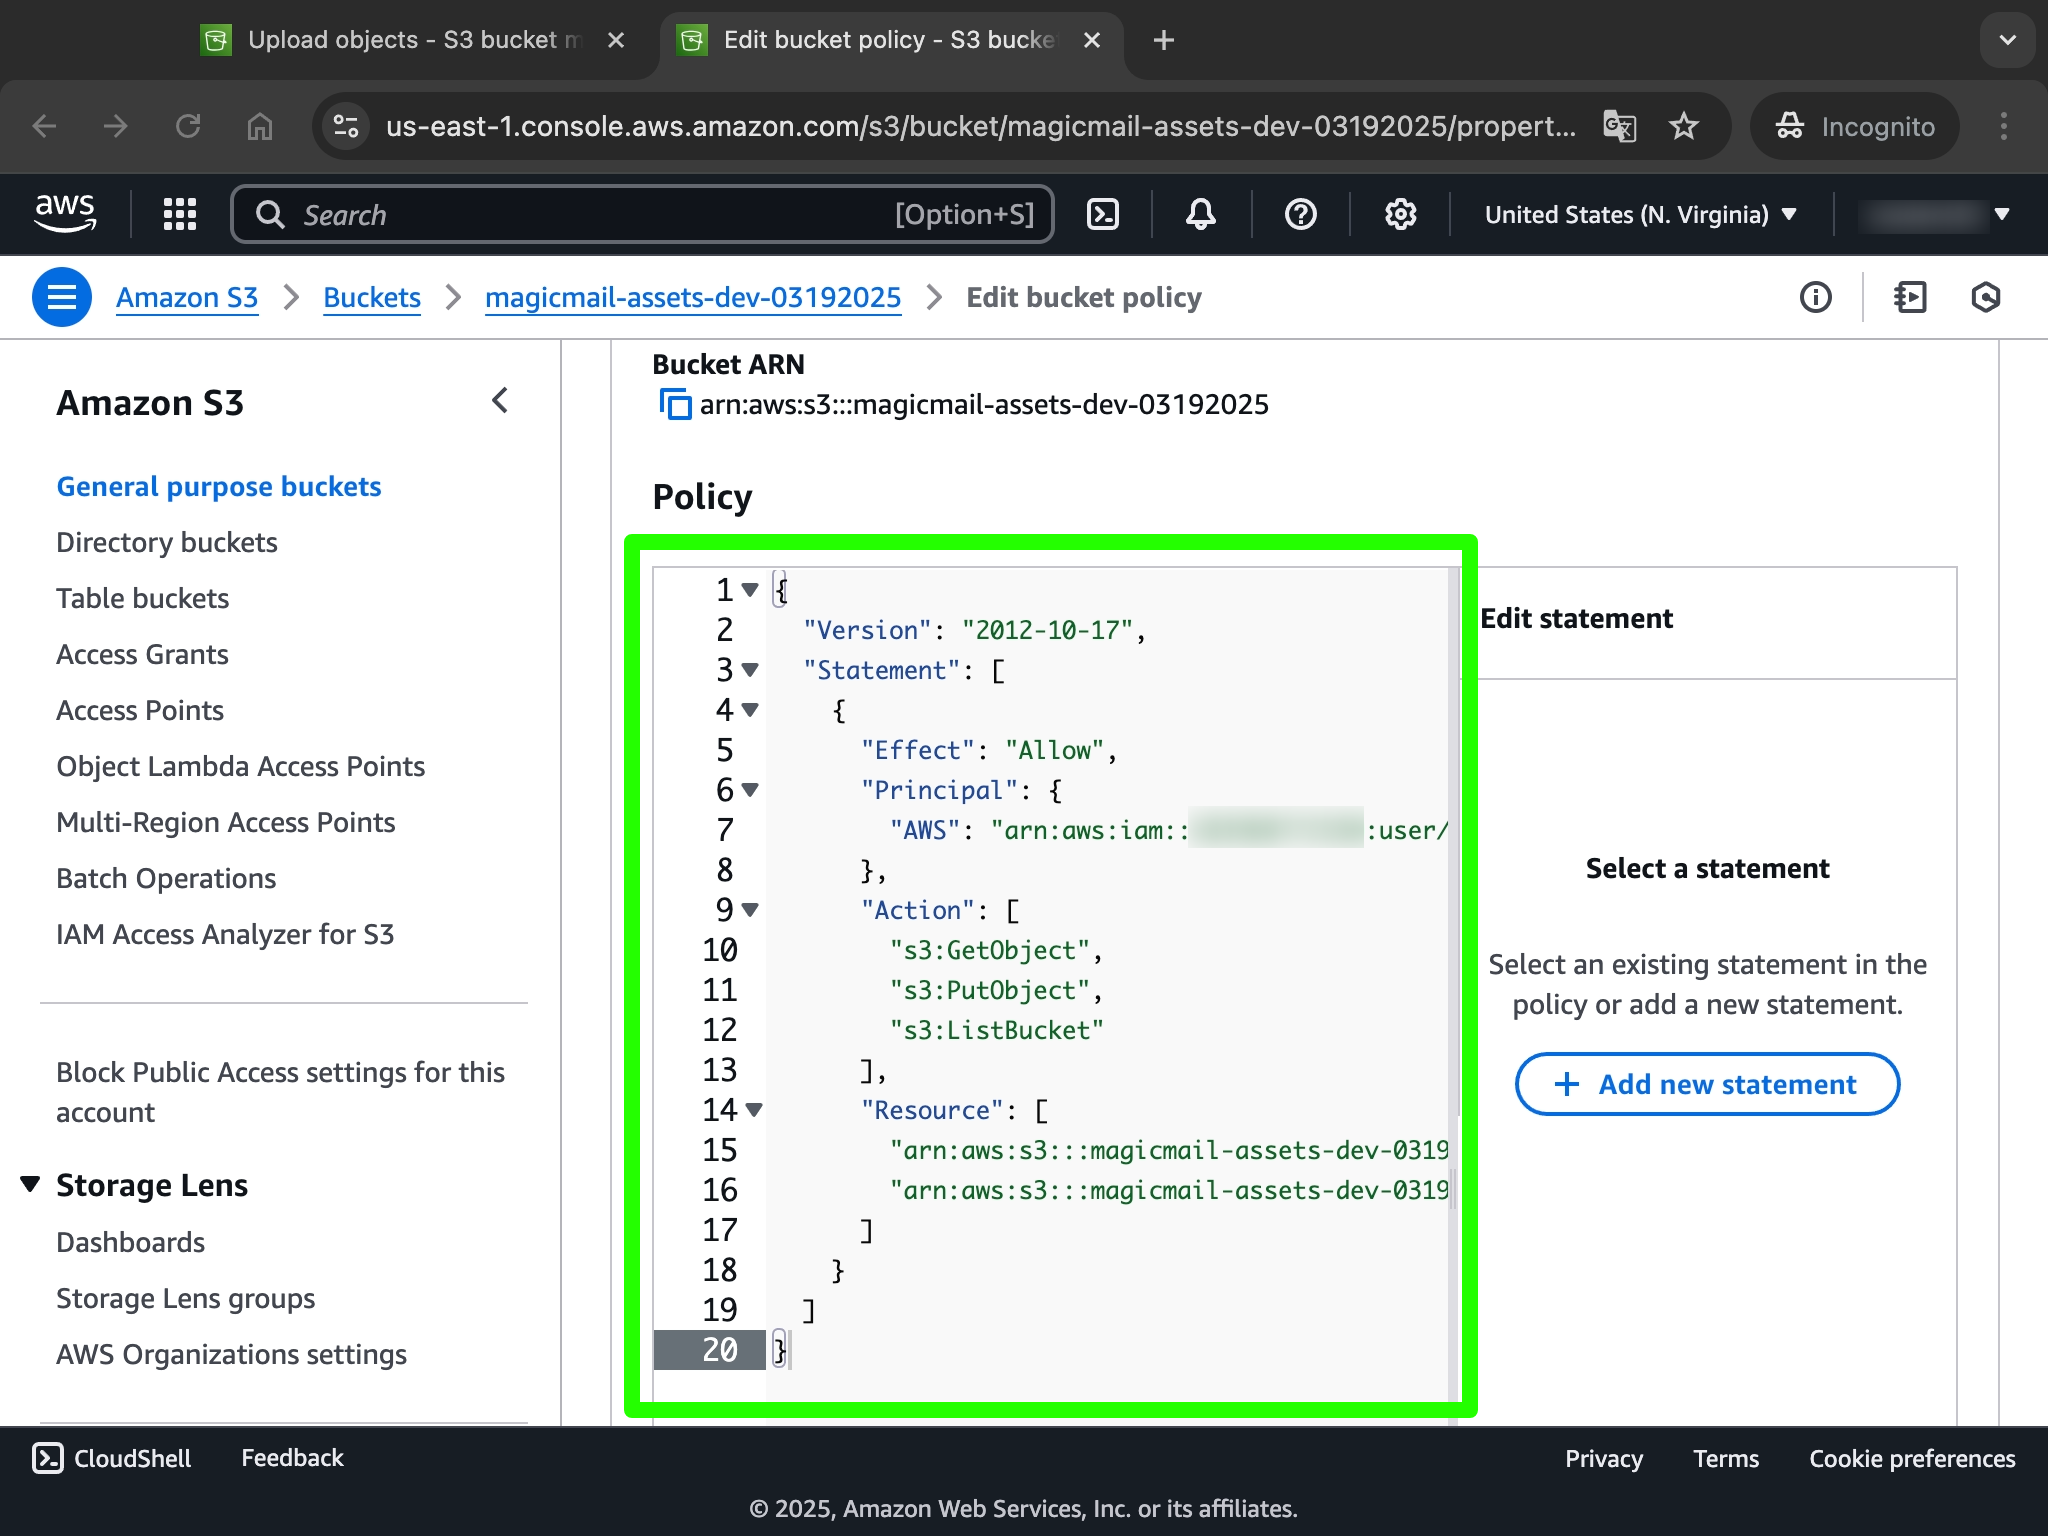 Upload objects - S3 bucket m
Edit bucket policy - S3 bucke
us-east-1.console.aws.amazon.com/s3/bucket/magicmail-assets-dev-03192025/propert...
Incognito
aws
Search
[Option+S]
United States (N. Virginia)
Amazon S3
Buckets
magicmail-assets-dev-03192025
Edit bucket policy
Amazon S3
General purpose buckets
Directory buckets
Table buckets
Access Grants
Access Points
Object Lambda Access Points
Multi-Region Access Points
Batch Operations
IAM Access Analyzer for S3
Block Public Access settings for this
account
Storage Lens
Dashboards
Storage Lens groups
AWS Organizations settings
Bucket ARN
arn:aws:s3:::magicmail-assets-dev-03192025
Policy
1 {
2 "Version": "2012-10-17",
3 "Statement": [
4 {
5 "Effect": "Allow",
6 "Principal": {
7 "AWS": "arn:aws:iam:: :user/
8 },
9 "Action": [
10 "s3:GetObject",
11 "s3:PutObject",
12 "s3:ListBucket"
13 ],
14 "Resource": [
15 "arn:aws:s3:::magicmail-assets-dev-0319
16 "arn:aws:s3:::magicmail-assets-dev-0319
17 ]
18 }
19 ]
20 }
Edit statement
Select a statement
Select an existing statement in the
policy or add a new statement.
+ Add new statement
CloudShell
Feedback
Privacy
Terms
Cookie preferences
© 2025, Amazon Web Services, Inc. or its affiliates.